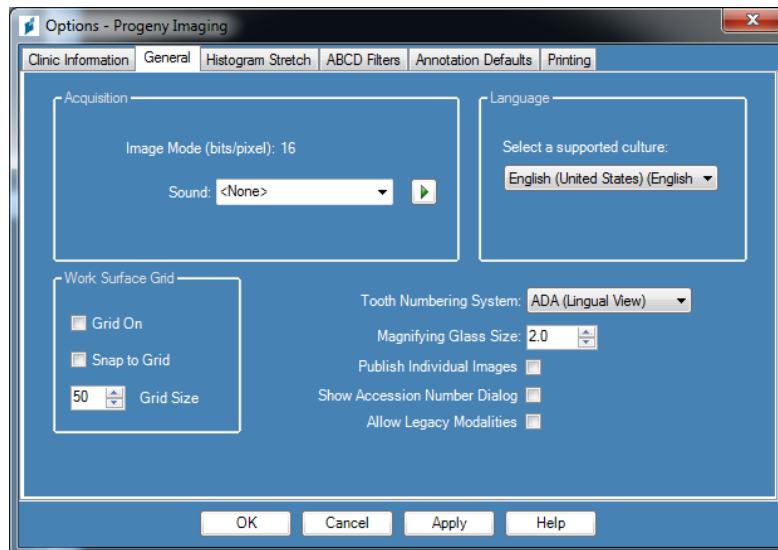 Options - Progeny Imaging
Clinic Information General Histogram Stretch ABCD Filters Annotation Defaults Printing
Acquisition
Image Mode (bits/pixel): 16
Sound: <None>
Language
Select a supported culture:
English (United States) (English
Work Surface Grid
Grid On
Snap to Grid
50 Grid Size
Tooth Numbering System: ADA (Lingual View)
Magnifying Glass Size: 2.0
Publish Individual Images
Show Accession Number Dialog
Allow Legacy Modalities
OK Cancel Apply Help